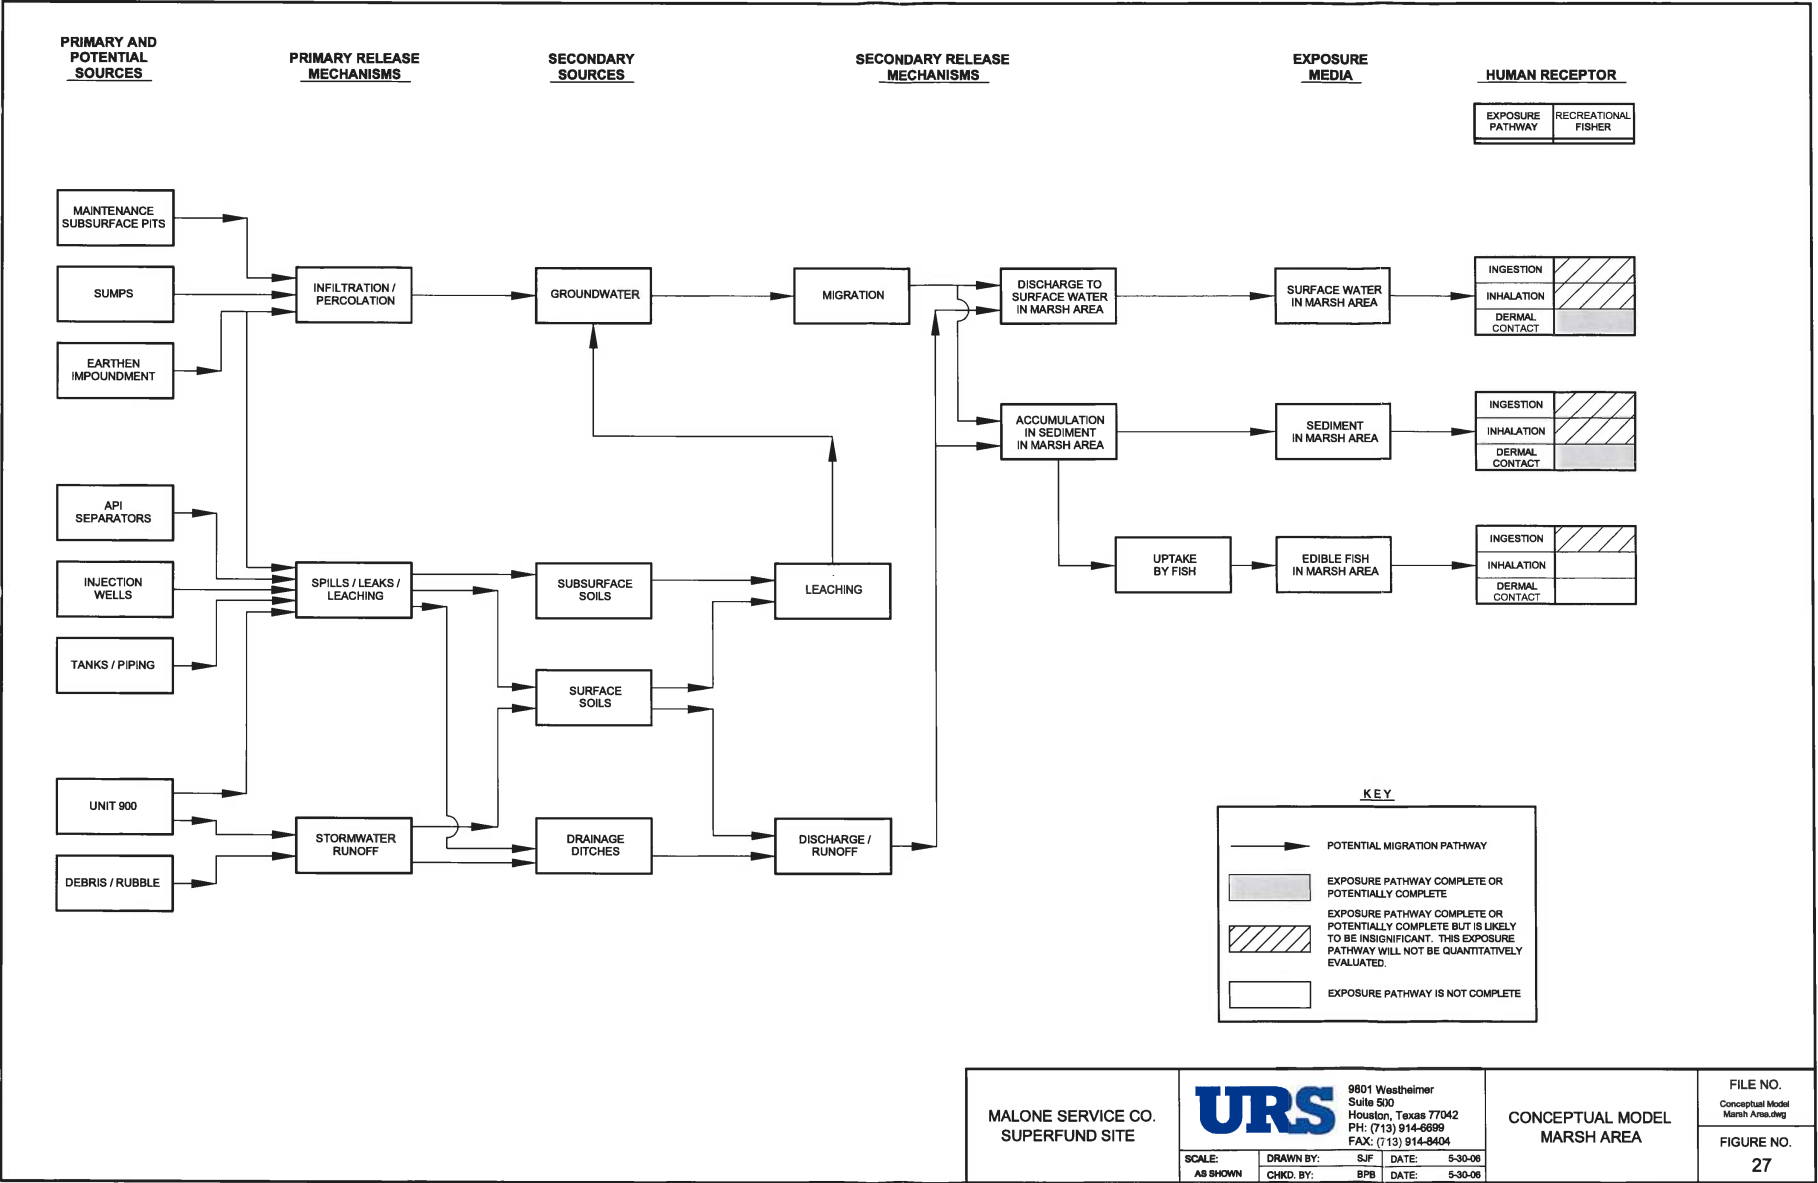 PRIMARY AND
POTENTIAL
SOURCES
PRIMARY RELEASE
MECHANISMS
SECONDARY
SOURCES
SECONDARY RELEASE
MECHANISMS
EXPOSURE
MEDIA
HUMAN RECEPTOR
EXPOSURE
PATHWAY
RECREATIONAL
FISHER
MAINTENANCE
SUBSURFACE PITS
SUMPS
EARTHEN
IMPOUNDMENT
INFILTRATION /
PERCOLATION
GROUNDWATER
MIGRATION
DISCHARGE TO
SURFACE WATER
IN MARSH AREA
SURFACE WATER
IN MARSH AREA
INGESTION
INHALATION
DERMAL
CONTACT
ACCUMULATION
IN SEDIMENT
IN MARSH AREA
SEDIMENT
IN MARSH AREA
INGESTION
INHALATION
DERMAL
CONTACT
API
SEPARATORS
INJECTION
WELLS
TANKS / PIPING
SPILLS / LEAKS /
LEACHING
SUBSURFACE
SOILS
LEACHING
UPTAKE
BY FISH
EDIBLE FISH
IN MARSH AREA
INGESTION
INHALATION
DERMAL
CONTACT
SURFACE
SOILS
UNIT 900
DEBRIS / RUBBLE
STORMWATER
RUNOFF
DRAINAGE
DITCHES
DISCHARGE /
RUNOFF
KEY
POTENTIAL MIGRATION PATHWAY
EXPOSURE PATHWAY COMPLETE OR
POTENTIALLY COMPLETE
EXPOSURE PATHWAY COMPLETE OR
POTENTIALLY COMPLETE BUT IS LIKELY
TO BE INSIGNIFICANT. THIS EXPOSURE
PATHWAY WILL NOT BE QUANTITATIVELY
EVALUATED.
EXPOSURE PATHWAY IS NOT COMPLETE
MALONE SERVICE CO.
SUPERFUND SITE
URS
9801 Westheimer
Suite 500
Houston, Texas 77042
PH: (713) 914-6699
FAX: (713) 914-8404
SCALE:
AS SHOWN
DRAWN BY: SJF DATE: 5-30-06
CHKD. BY: BPB DATE: 5-30-06
CONCEPTUAL MODEL
MARSH AREA
FILE NO.
Conceptual Model
Marsh Area.dwg
FIGURE NO.
27